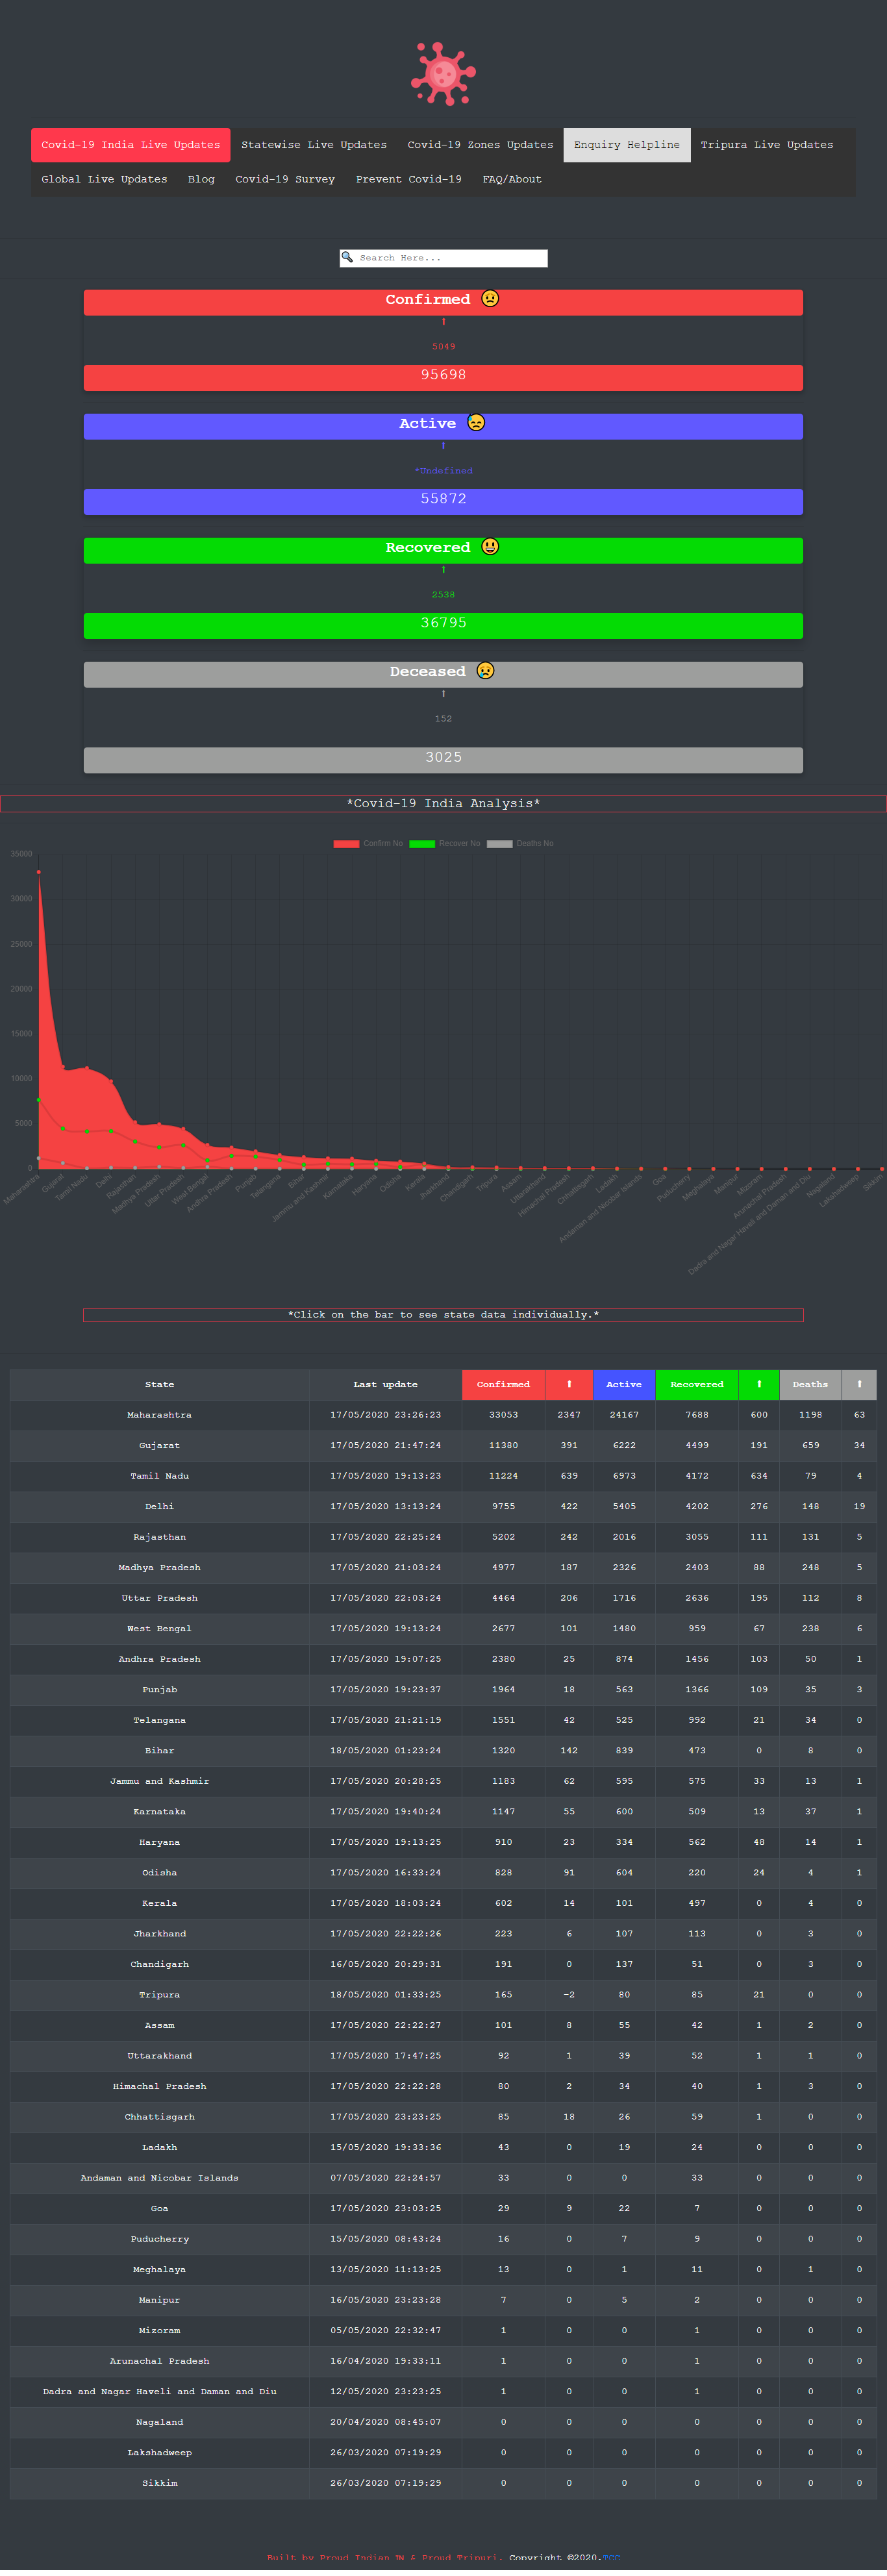 Covid-19 India Live Updates Statewise Live Updates Covid-19 Zones Updates Enquiry Helpline Tripura Live Updates
Global Live Updates Blog Covid-19 Survey Prevent Covid-19 FAQ/About
Search Here...
Confirmed
⬆
5049
95698
Active
⬆
*Undefined
55872
Recovered
⬆
2538
36795
Deceased
⬆
152
3025
*Covid-19 India Analysis*
Confirm No Recover No Deaths No
35000
30000
25000
20000
15000
10000
5000
0
Maharashtra Gujarat Tamil Nadu Delhi Rajasthan Madhya Pradesh Uttar Pradesh West Bengal Andhra Pradesh Punjab Telangana Bihar Jammu and Kashmir Karnataka Haryana Odisha Kerala Jharkhand Chandigarh Tripura Assam Uttarakhand Himachal Pradesh Chhattisgarh Ladakh Andaman and Nicobar Islands Goa Puducherry Meghalaya Manipur Mizoram Arunachal Pradesh Dadra and Nagar Haveli and Daman and Diu Nagaland Lakshadweep Sikkim
*Click on the bar to see state data individually.*
State Last update Confirmed ⬆ Active Recovered ⬆ Deaths ⬆
Maharashtra 17/05/2020 23:26:23 33053 2347 24167 7688 600 1198 63
Gujarat 17/05/2020 21:47:24 11380 391 6222 4499 191 659 34
Tamil Nadu 17/05/2020 19:13:23 11224 639 6973 4172 634 79 4
Delhi 17/05/2020 13:13:24 9755 422 5405 4202 276 148 19
Rajasthan 17/05/2020 22:25:24 5202 242 2016 3055 111 131 5
Madhya Pradesh 17/05/2020 21:03:24 4977 187 2326 2403 88 248 5
Uttar Pradesh 17/05/2020 22:03:24 4464 206 1716 2636 195 112 8
West Bengal 17/05/2020 19:13:24 2677 101 1480 959 67 238 6
Andhra Pradesh 17/05/2020 19:07:25 2380 25 874 1456 103 50 1
Punjab 17/05/2020 19:23:37 1964 18 563 1366 109 35 3
Telangana 17/05/2020 21:21:19 1551 42 525 992 21 34 0
Bihar 18/05/2020 01:23:24 1320 142 839 473 0 8 0
Jammu and Kashmir 17/05/2020 20:28:25 1183 62 595 575 33 13 1
Karnataka 17/05/2020 19:40:24 1147 55 600 509 13 37 1
Haryana 17/05/2020 19:13:25 910 23 334 562 48 14 1
Odisha 17/05/2020 16:33:24 828 91 604 220 24 4 1
Kerala 17/05/2020 18:03:24 602 14 101 497 0 4 0
Jharkhand 17/05/2020 22:22:26 223 6 107 113 0 3 0
Chandigarh 16/05/2020 20:29:31 191 0 137 51 0 3 0
Tripura 18/05/2020 01:33:25 165 -2 80 85 21 0 0
Assam 17/05/2020 22:22:27 101 8 55 42 1 2 0
Uttarakhand 17/05/2020 17:47:25 92 1 39 52 1 1 0
Himachal Pradesh 17/05/2020 22:22:28 80 2 34 40 1 3 0
Chhattisgarh 17/05/2020 23:23:25 85 18 26 59 1 0 0
Ladakh 15/05/2020 19:33:36 43 0 19 24 0 0 0
Andaman and Nicobar Islands 07/05/2020 22:24:57 33 0 0 33 0 0 0
Goa 17/05/2020 23:03:25 29 9 22 7 0 0 0
Puducherry 15/05/2020 08:43:24 16 0 7 9 0 0 0
Meghalaya 13/05/2020 11:13:25 13 0 1 11 0 1 0
Manipur 16/05/2020 23:23:28 7 0 5 2 0 0 0
Mizoram 05/05/2020 22:32:47 1 0 0 1 0 0 0
Arunachal Pradesh 16/04/2020 19:33:11 1 0 0 1 0 0 0
Dadra and Nagar Haveli and Daman and Diu 12/05/2020 23:23:25 1 0 0 1 0 0 0
Nagaland 20/04/2020 08:45:07 0 0 0 0 0 0 0
Lakshadweep 26/03/2020 07:19:29 0 0 0 0 0 0 0
Sikkim 26/03/2020 07:19:29 0 0 0 0 0 0 0
Built by Proud Indian IN & Proud Tripuri. Copyright ©2020.TCC